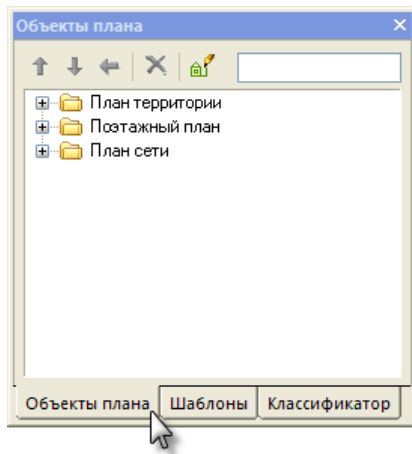 Объекты плана
План территории
Поэтажный план
План сети
Объекты плана Шаблоны Классификатор